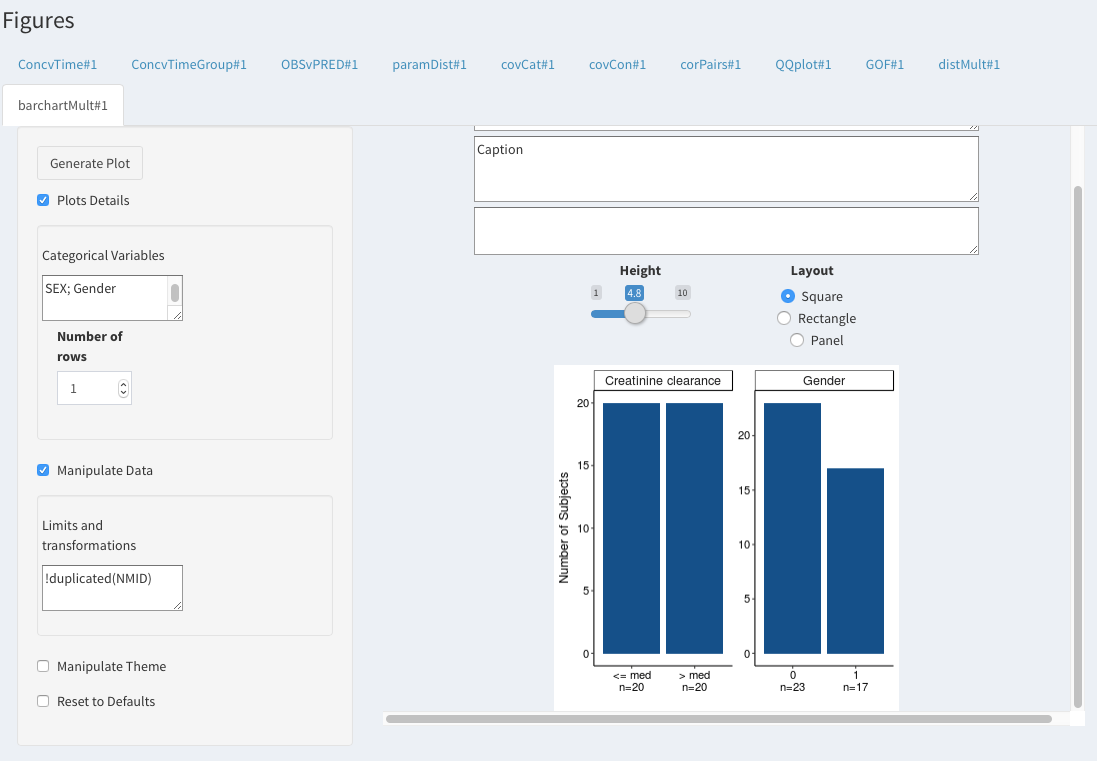 Figures
ConcvTime#1 ConcvTimeGroup#1 OBSvPRED#1 paramDist#1 covCat#1 covCon#1 corPairs#1 QQplot#1 GOF#1 distMult#1
barchartMult#1
Generate Plot
Plots Details
Categorical Variables
SEX; Gender
Number of
rows
1
Manipulate Data
Limits and
transformations
!duplicated(NMID)
Manipulate Theme
Reset to Defaults
Caption
Height
1 4.8 10
Layout
Square
Rectangle
Panel
Creatinine clearance
Number of Subjects
20
15
10
5
0
<= med > med
n=20 n=20
Gender
20
15
10
5
0
0 1
n=23 n=17